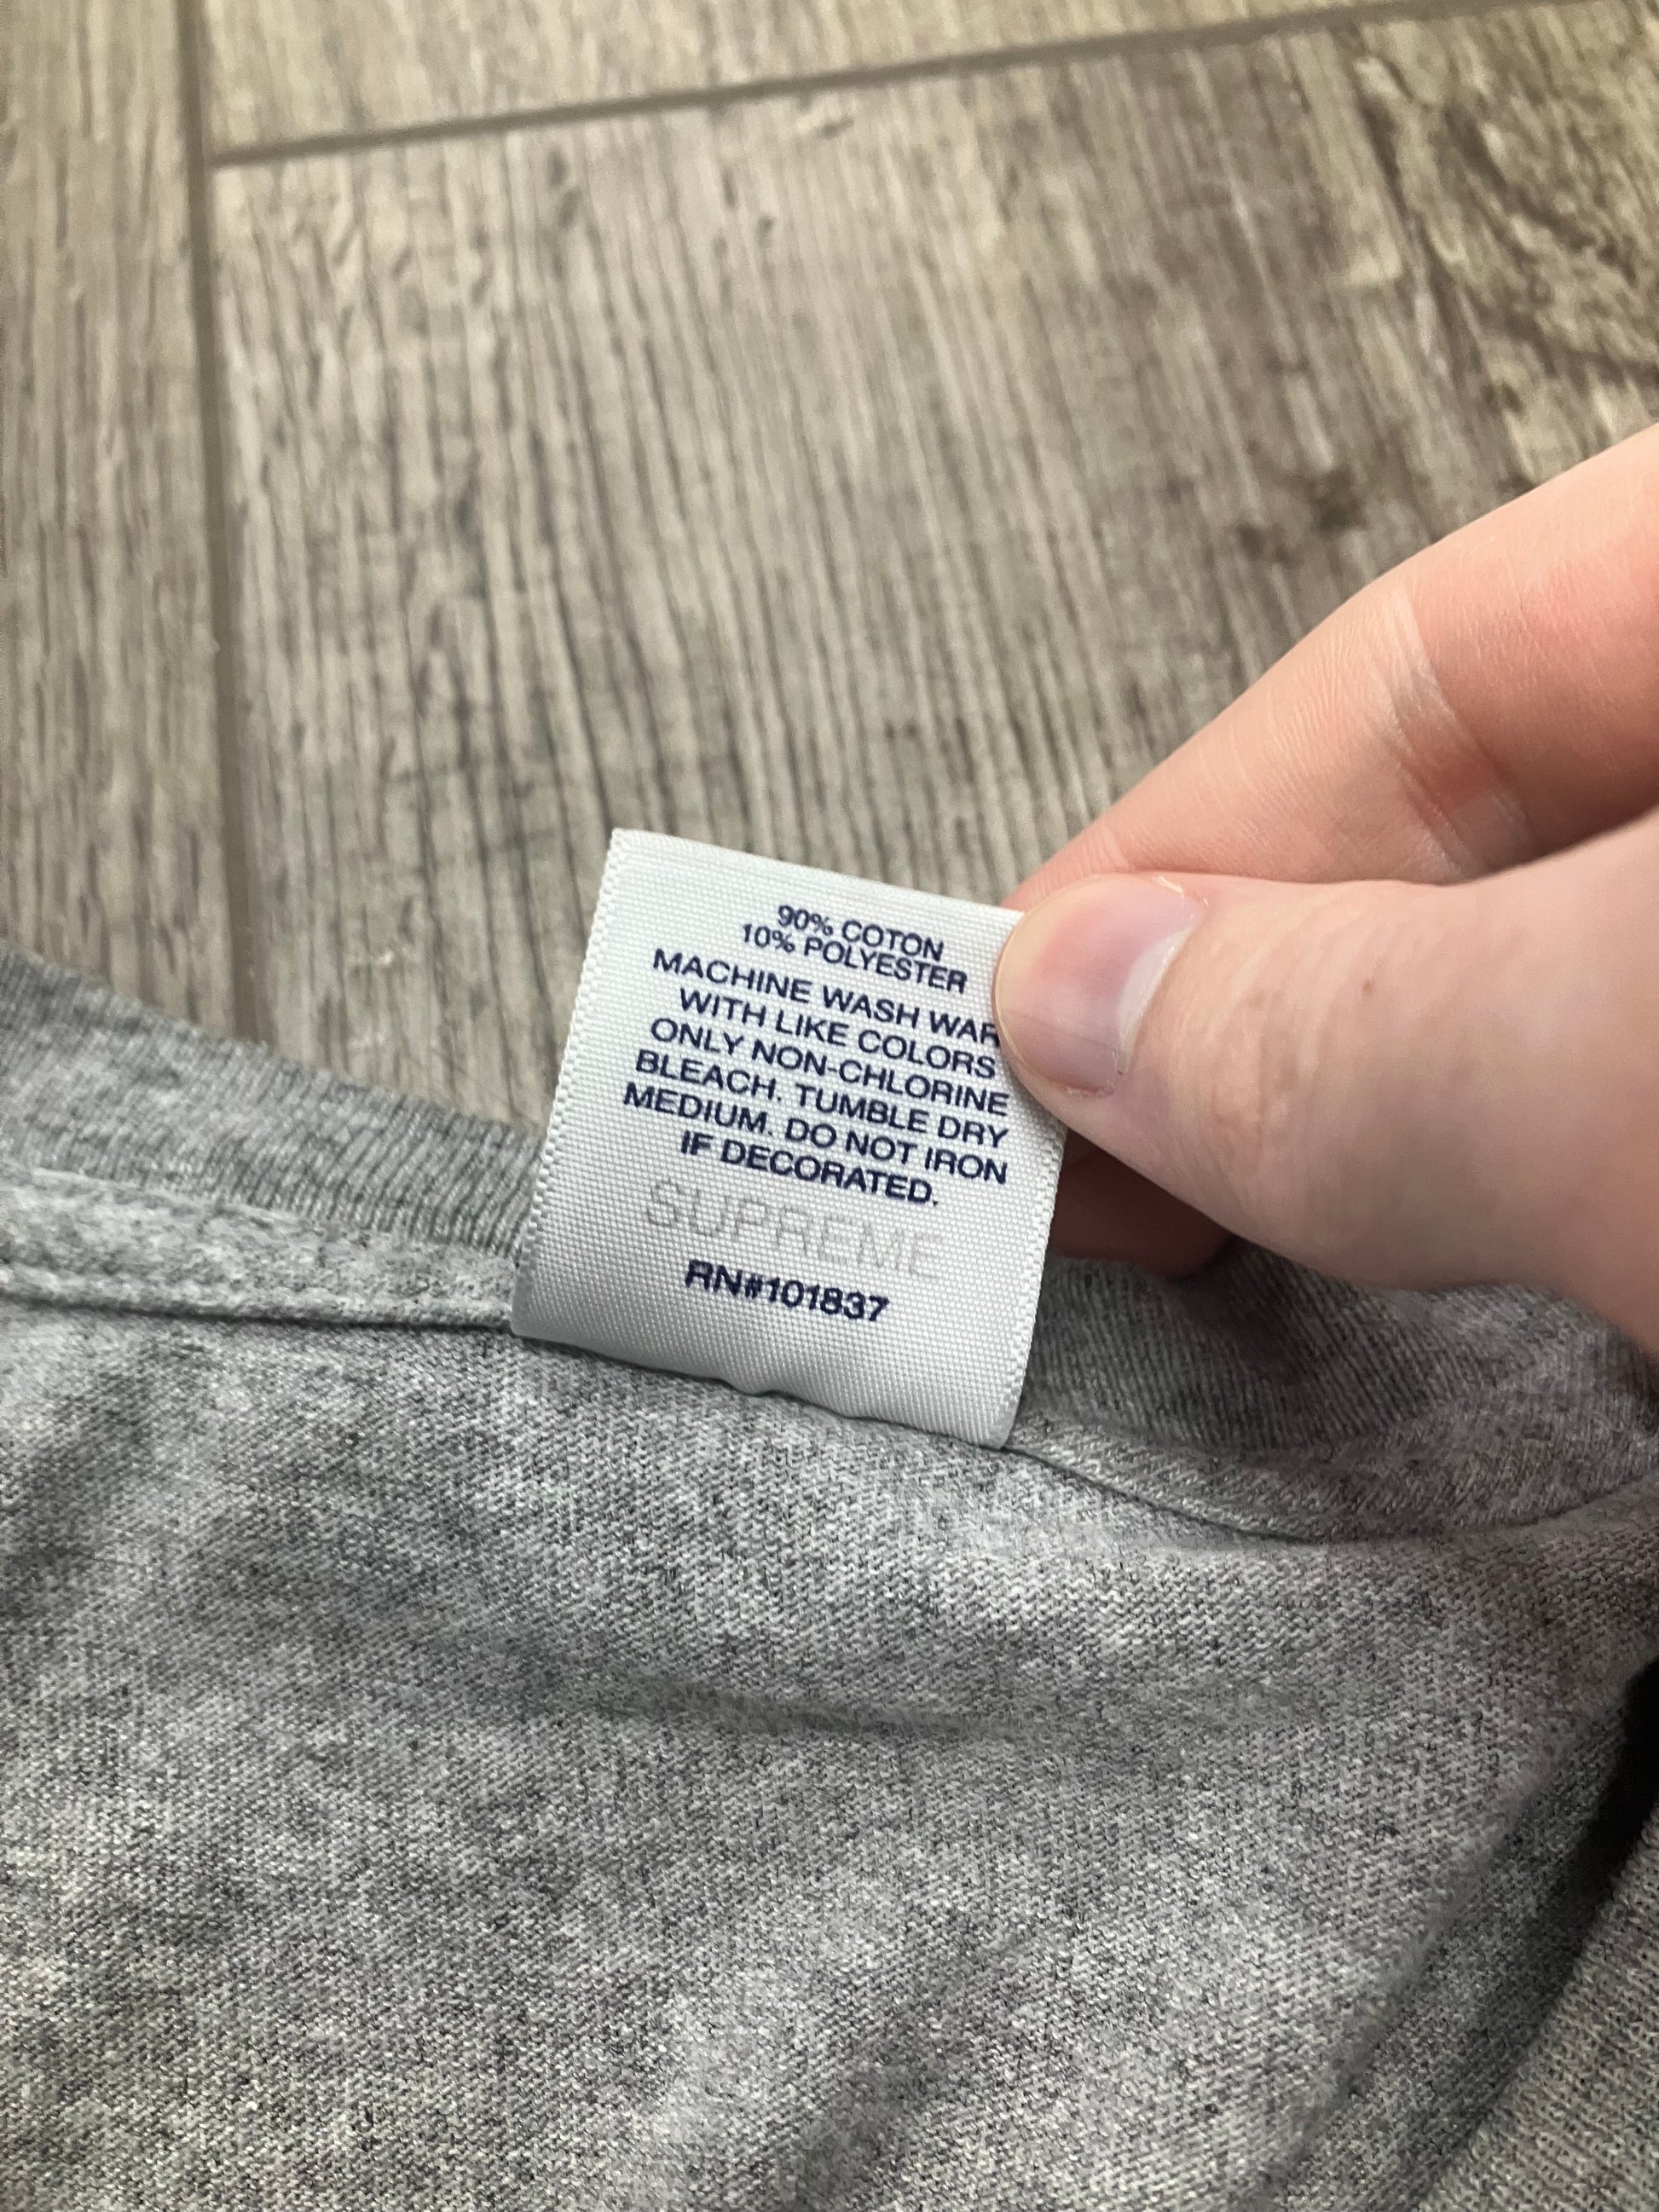 90% COTON
10% POLYESTER
MACHINE WASH WAR
WITH LIKE COLORS
ONLY NON-CHLORINE
BLEACH. TUMBLE DRY
MEDIUM. DO NOT IRON
IF DECORATED.
SUPREME
RN#101837